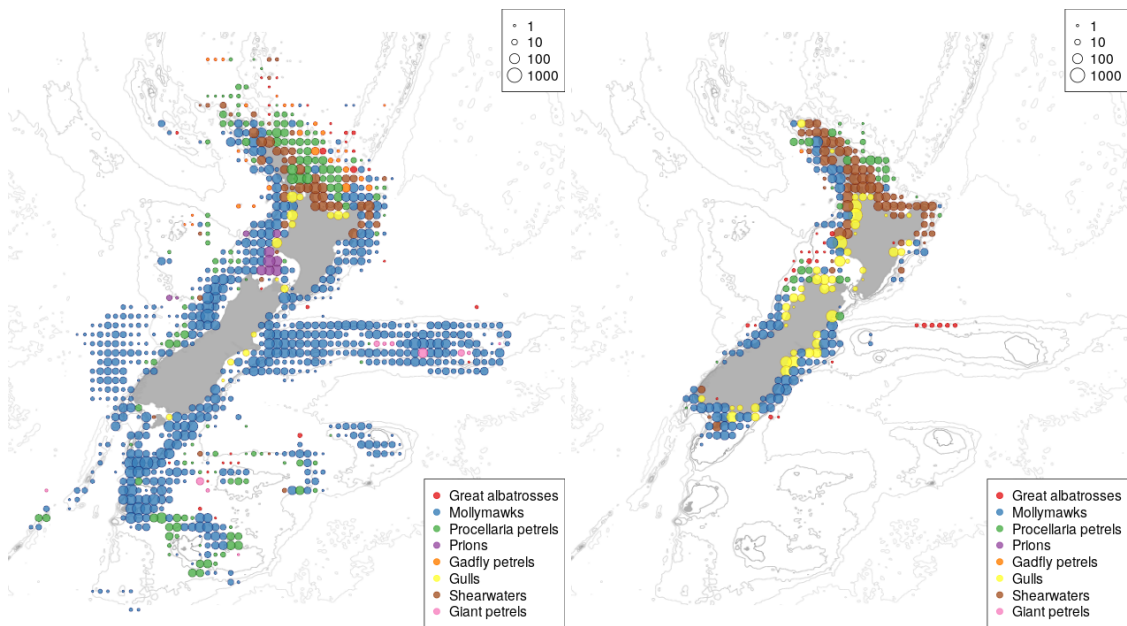 1
10
100
1000
Great albatrosses
Mollymawks
Procellaria petrels
Prions
Gadfly petrels
Gulls
Shearwaters
Giant petrels
1
10
100
1000
Great albatrosses
Mollymawks
Procellaria petrels
Prions
Gadfly petrels
Gulls
Shearwaters
Giant petrels